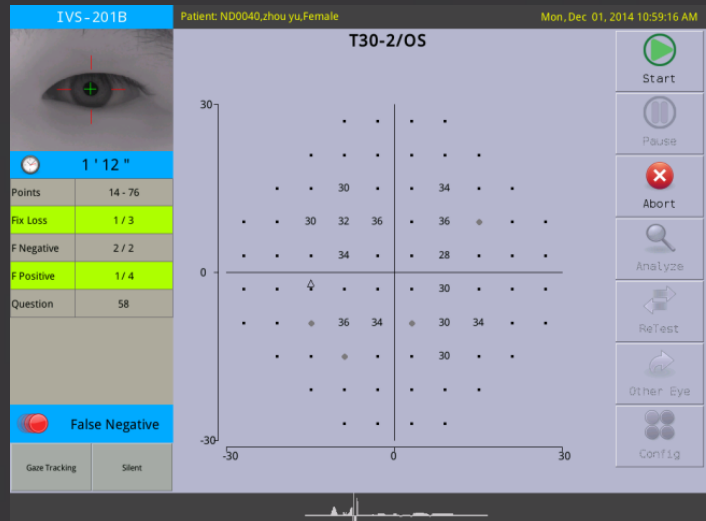 IVS-201B
Patient: ND0040,zhou yu,Female
Mon,Dec 01, 2014 10:59:16 AM
T30-2/OS
1 ' 12 "
Points 14 - 76
Fix Loss 1 / 3
F Negative 2 / 2
F Positive 1/4
Question 58
False Negative
Gaze Tracking
Silent
30
30 34
30 32 36 36
34 28
0
30
36 34 30 34
30
-30
-30 0 30
Start
Pause
Abort
Analyze
ReTest
Other Eye
Config